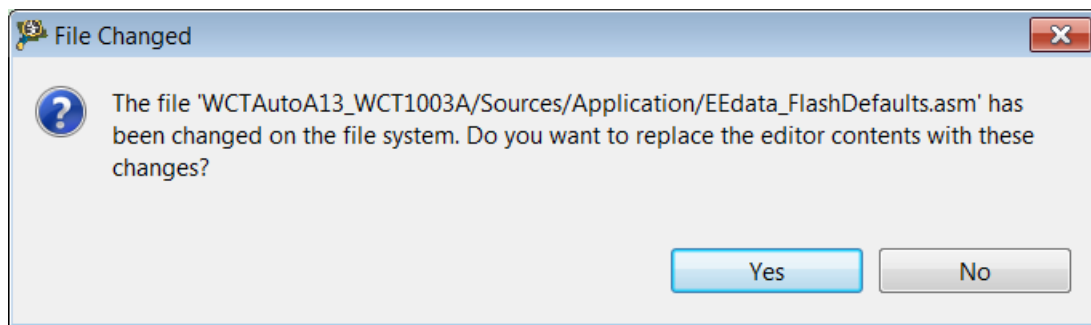 File Changed
The file 'WCTAutoA13_WCT1003A/Sources/Application/EEdata_FlashDefaults.asm' has
been changed on the file system. Do you want to replace the editor contents with these
changes?
Yes
No